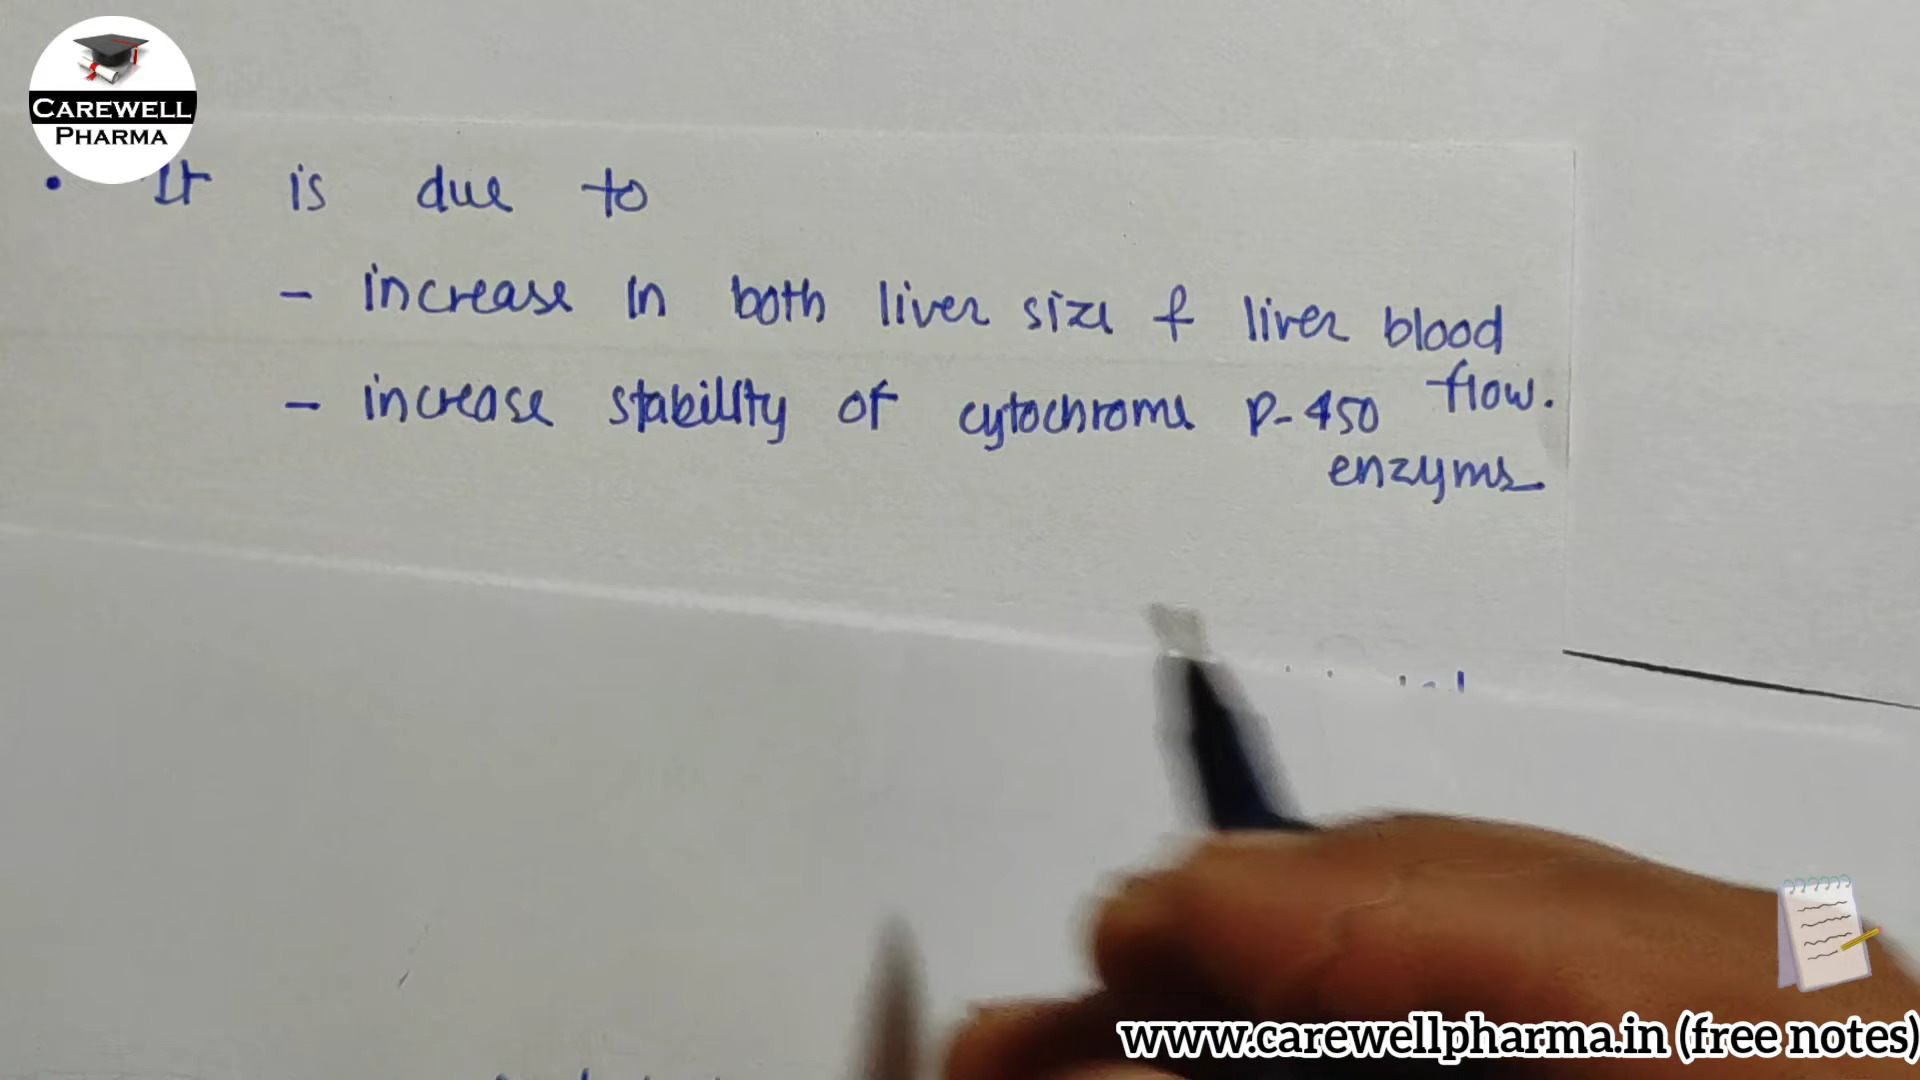 CAREWELL
PHARMA
• It is due to
- increase in both liver size & liver blood
flow.
- increase stability of cytochrome P-450
enzyms.
www.carewellpharma.in (free notes)